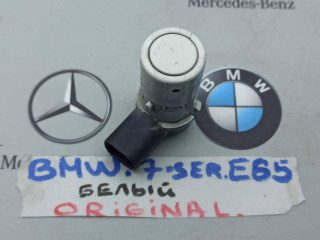 Mercedes-Benz
BMW
BMW. 7-SER. E65
БЕЛЫЙ
ORIGINAL.